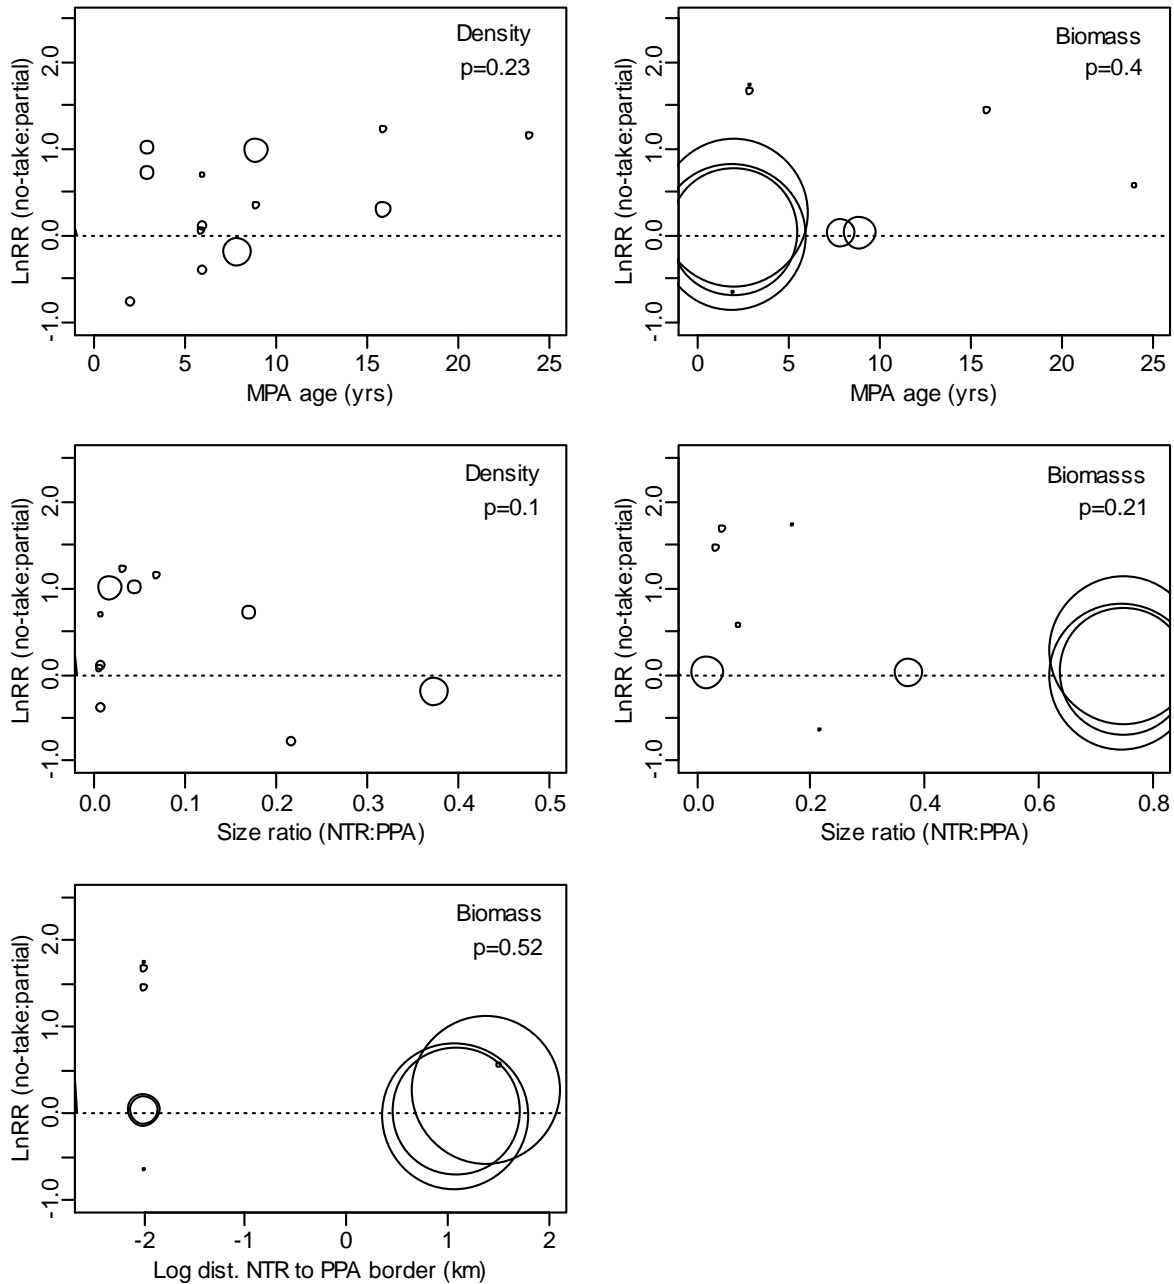 Density
p=0.23
LnRR (no-take:partial)
2.0
1.0
0.0
-1.0
0 5 10 15 20 25
MPA age (yrs)
Biomass
p=0.4
LnRR (no-take:partial)
2.0
1.0
0.0
-1.0
0 5 10 15 20 25
MPA age (yrs)
Density
p=0.1
LnRR (no-take:partial)
2.0
1.0
0.0
-1.0
0.0 0.1 0.2 0.3 0.4 0.5
Size ratio (NTR:PPA)
Biomasss
p=0.21
LnRR (no-take:partial)
2.0
1.0
0.0
-1.0
0.0 0.2 0.4 0.6 0.8
Size ratio (NTR:PPA)
Biomass
p=0.52
LnRR (no-take:partial)
2.0
1.0
0.0
-1.0
-2 -1 0 1 2
Log dist. NTR to PPA border (km)